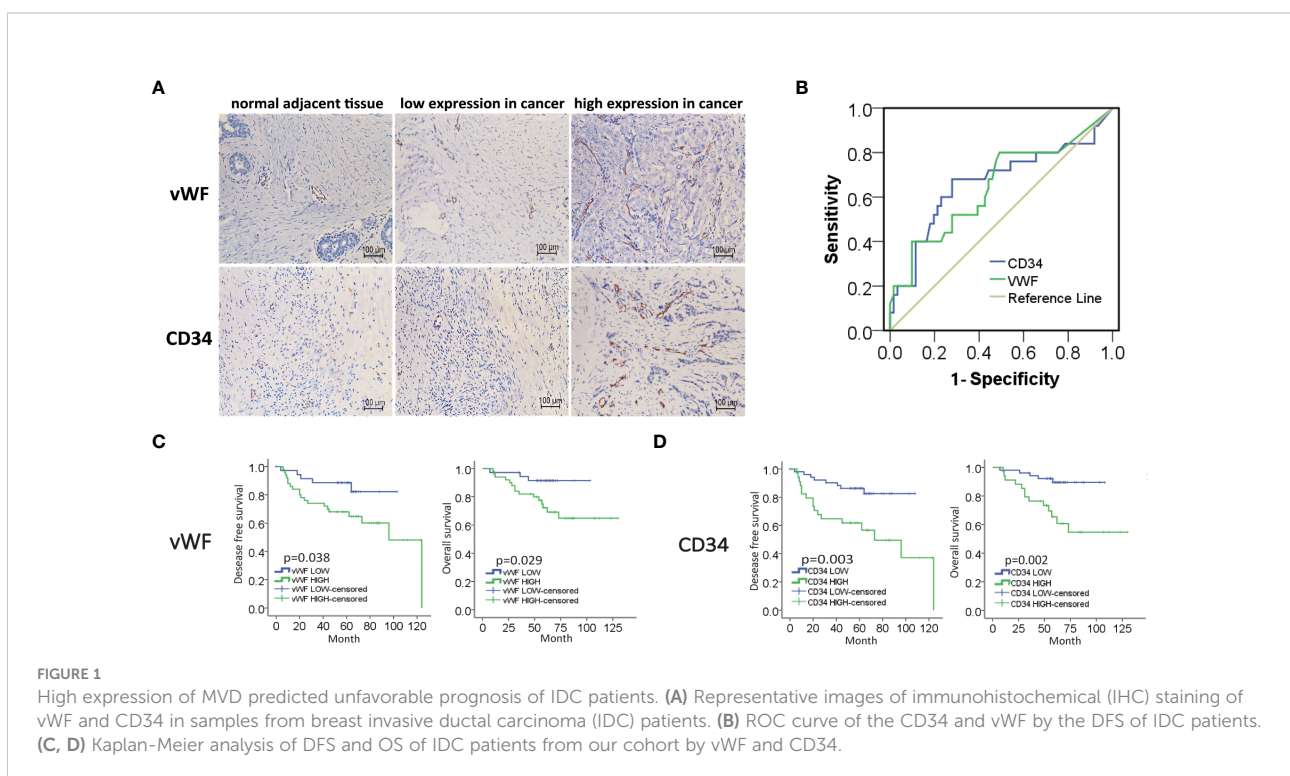 A
normal adjacent tissue low expression in cancer high expression in cancer
vWF
100 µm 100 µm 100 µm
CD34
100 µm 100 µm 100 µm
B
Sensitivity
1.0
0.8
0.6
0.4
0.2
0.0
CD34
VWF
Reference Line
0.0 0.2 0.4 0.6 0.8 1.0
1- Specificity
C
vWF
Desease free survival
1.0
0.8
0.6
0.4
0.2
0.0
p=0.038
vWF LOW
vWF HIGH
vWF LOW-censored
vWF HIGH-censored
0 20 40 60 80 100 120
Month
Overall survival
1.0
0.8
0.6
0.4
0.2
0.0
p=0.029
vWF LOW
vWF HIGH
vWF LOW-censored
vWF HIGH-censored
0 25 50 75 100 125
Month
D
CD34
Desease free survival
1.0
0.8
0.6
0.4
0.2
0.0
p=0.003
CD34 LOW
CD34 HIGH
CD34 LOW-censored
CD34 HIGH-censored
0 20 40 60 80 100 120
Month
Overall survival
1.0
0.8
0.6
0.4
0.2
0.0
p=0.002
CD34 LOW
CD34 HIGH
CD34 LOW-censored
CD34 HIGH-censored
0 25 50 75 100 125
Month
FIGURE 1
High expression of MVD predicted unfavorable prognosis of IDC patients. (A) Representative images of immunohistochemical (IHC) staining of
vWF and CD34 in samples from breast invasive ductal carcinoma (IDC) patients. (B) ROC curve of the CD34 and vWF by the DFS of IDC patients.
(C, D) Kaplan-Meier analysis of DFS and OS of IDC patients from our cohort by vWF and CD34.